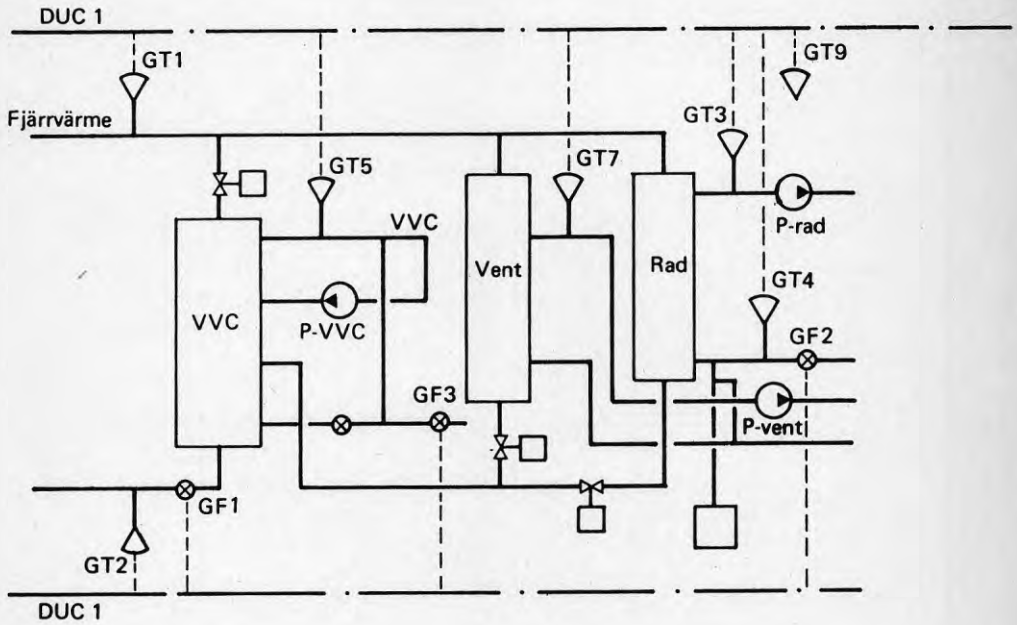 DUC 1
GT1
GT9
Fjärrvärme
GT3
GT5
GT7
VVC
P-rad
Vent
Rad
GT4
VVC
P-VVC
GF2
GF3
P-vent
GF1
GT2
DUC 1